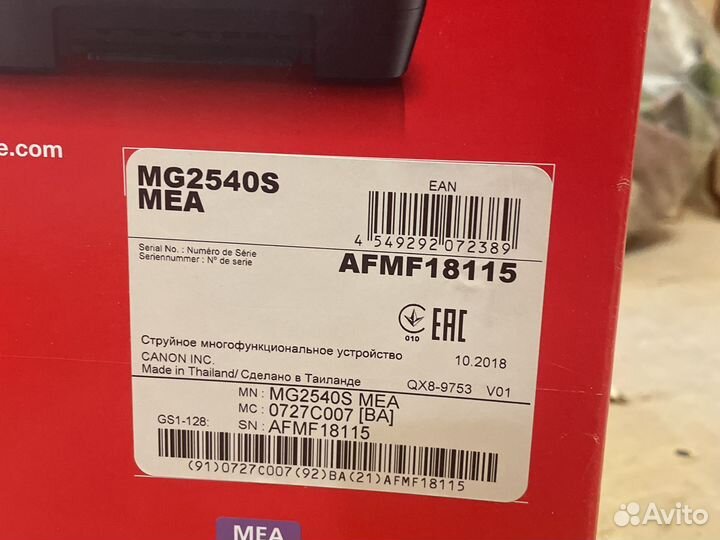 e.com
MG2540S
MEA
EAN
4 549292 072389
Serial No. : Numéro de Série
Seriennummer : Nº de serie
AFMF18115
010
EAC
Струйное многофункциональное устройство
10.2018
CANON INC.
Made in Thailand/ Сделано в Таиланде
QX8-9753 V01
MN : MG2540S MEA
MC : 0727C007 [BA]
GS1-128: SN : AFMF18115
(91)0727C007(92)BA(21)AFMF18115
MEA
Avito